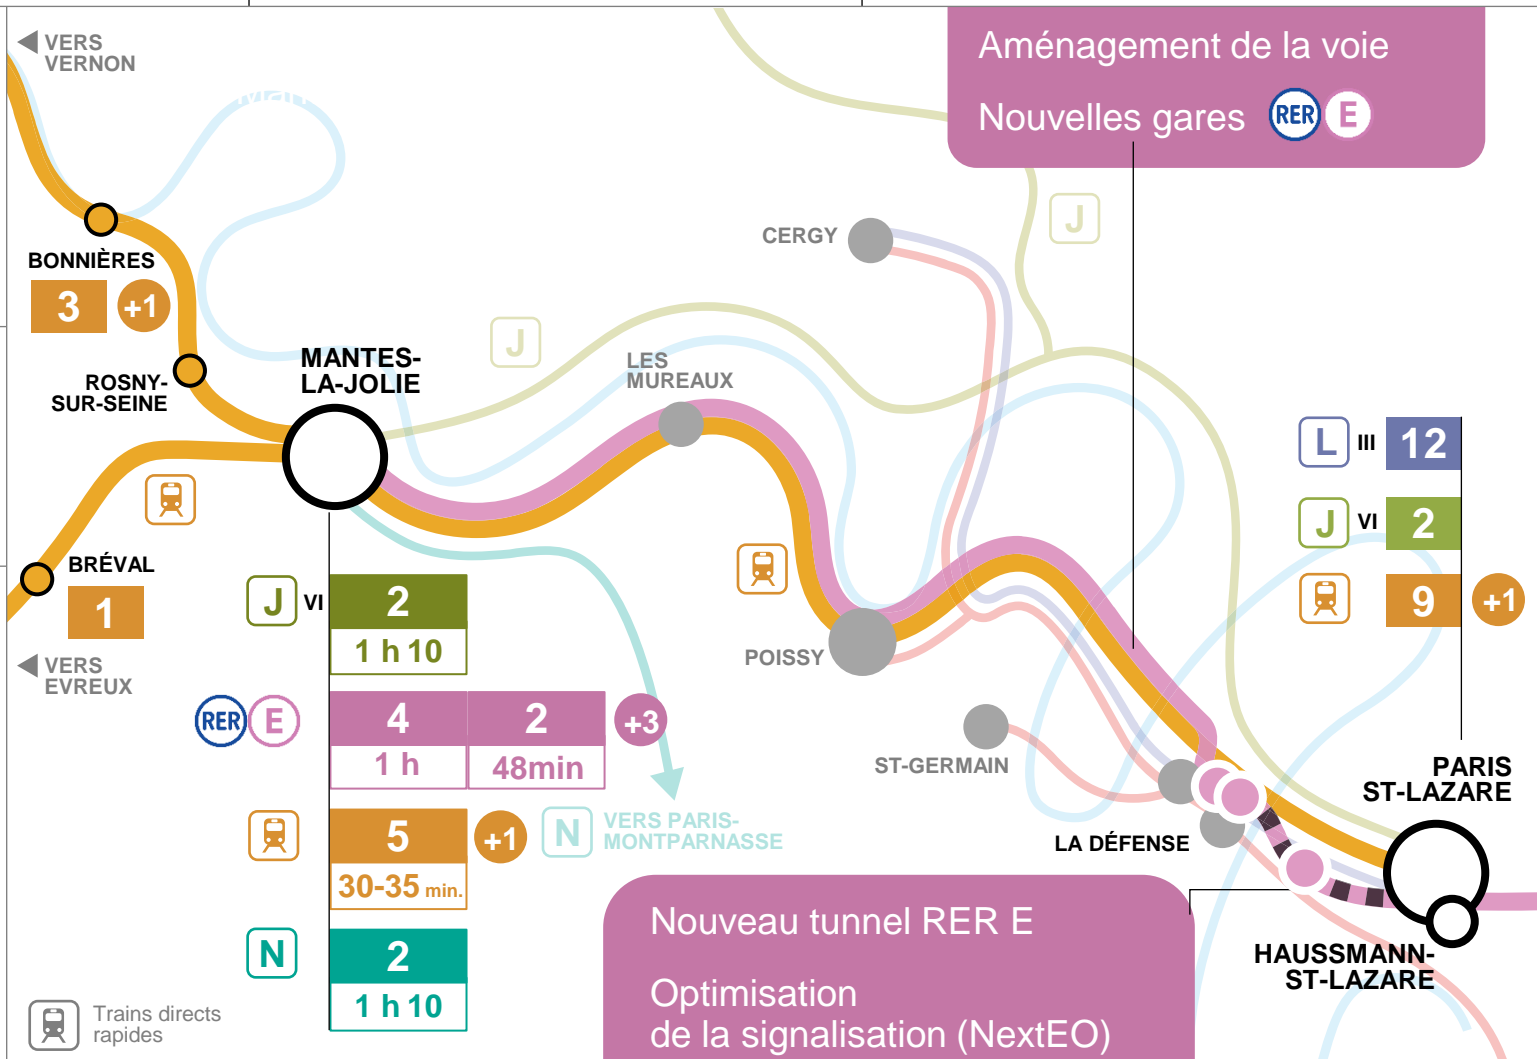 VERS
VERNON
Aménagement de la voie
Nouvelles gares RER E
J
CERGY
BONNIÈRES
3 +1
J
MANTES-
LA-JOLIE
LES
MUREAUX
ROSNY-
SUR-SEINE
L III 12
J VI 2
9 +1
BRÉVAL
1
VERS
EVREUX
J VI 2
1 h 10
POISSY
RER E 4 2 +3
1 h 48min
ST-GERMAIN
PARIS
ST-LAZARE
5 +1
30-35 min.
N VERS PARIS-
MONTPARNASSE
LA DÉFENSE
N 2
1 h 10
Nouveau tunnel RER E
Optimisation
de la signalisation (NextEO)
HAUSSMANN-
ST-LAZARE
Trains directs
rapides